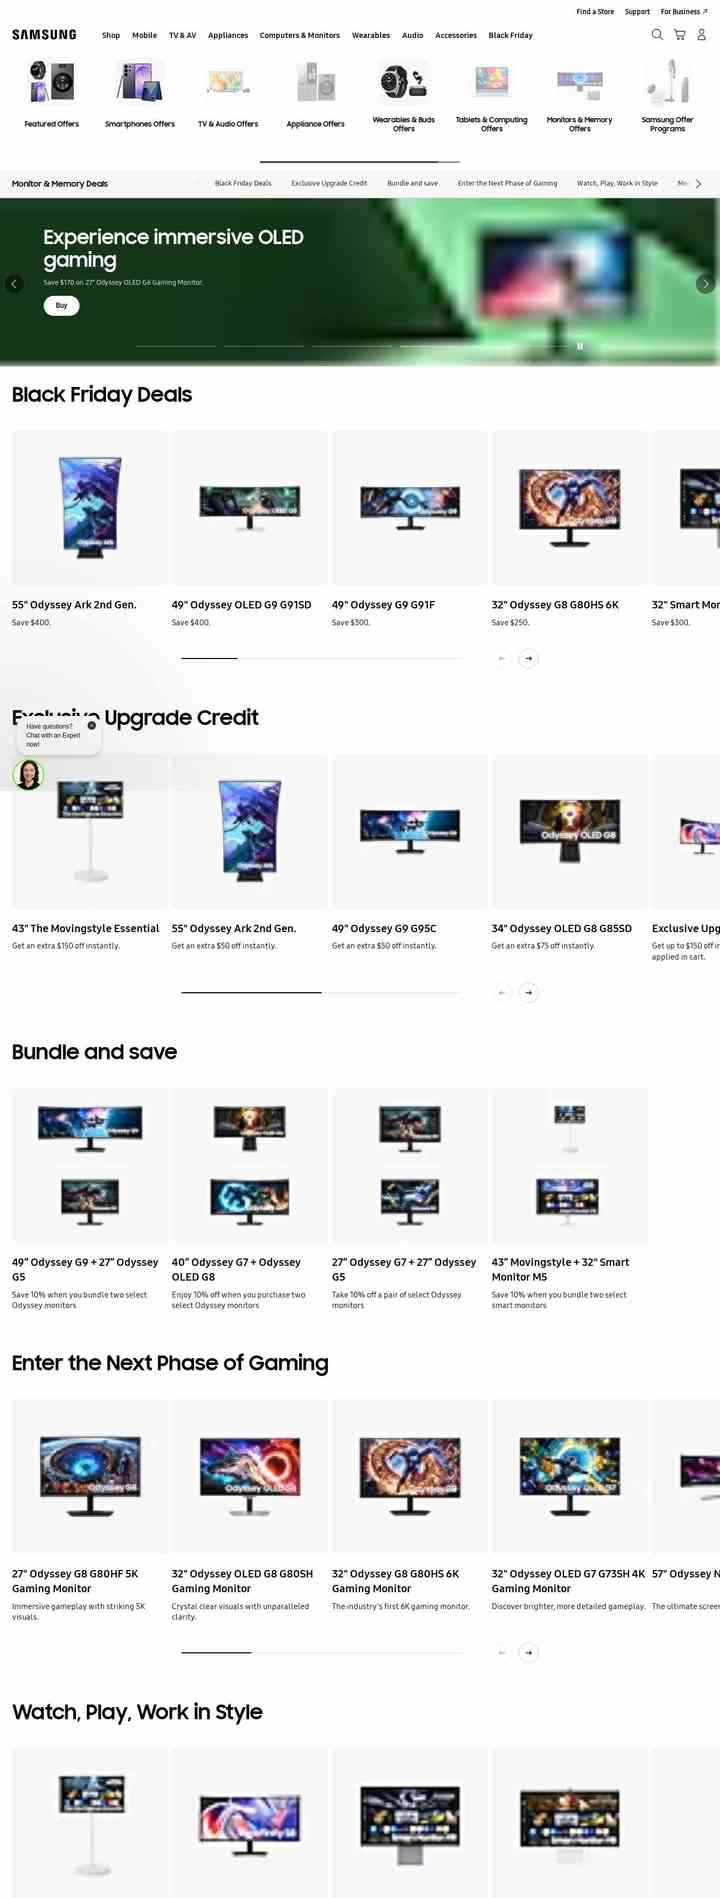 Find a Store Support For Business
SAMSUNG Shop Mobile TV & AV Appliances Computers & Monitors Wearables Audio Accessories Black Friday
Featured Offers
Smartphones Offers
TV & Audio Offers
Appliance Offers
Wearables & Buds
Offers
Tablets & Computing
Offers
Monitors & Memory
Offers
Samsung Offer
Programs
Monitor & Memory Deals Black Friday Deals Exclusive Upgrade Credit Bundle and save Enter the Next Phase of Gaming Watch, Play, Work in Style
Experience immersive OLED
gaming
Save $170 on 27" Odyssey OLED G6 Gaming Monitor.
Buy
Black Friday Deals
55" Odyssey Ark 2nd Gen.
Save $400.
49" Odyssey OLED G9 G91SD
Save $400.
49" Odyssey G9 G91F
Save $300.
32" Odyssey G8 G80HS 6K
Save $250.
32" Smart Mo
Save $300.
Exclusive Upgrade Credit
Have questions?
Chat with an Expert
now!
43" The Movingstyle Essential
Get an extra $150 off instantly.
55" Odyssey Ark 2nd Gen.
Get an extra $50 off instantly.
49" Odyssey G9 G95C
Get an extra $50 off instantly.
34" Odyssey OLED G8 G85SD
Get an extra $75 off instantly.
Exclusive Upg
Get up to $150 off
applied in cart.
Bundle and save
49” Odyssey G9 + 27” Odyssey
G5
Save 10% when you bundle two select
Odyssey monitors
40” Odyssey G7 + Odyssey
OLED G8
Enjoy 10% off when you purchase two
select Odyssey monitors
27” Odyssey G7 + 27” Odyssey
G5
Take 10% off a pair of select Odyssey
monitors
43” Movingstyle + 32" Smart
Monitor M5
Save 10% when you bundle two select
smart monitors
Enter the Next Phase of Gaming
27" Odyssey G8 G80HF 5K
Gaming Monitor
Immersive gameplay with striking 5K
visuals.
32" Odyssey OLED G8 G80SH
Gaming Monitor
Crystal clear visuals with unparalleled
clarity.
32" Odyssey G8 G80HS 6K
Gaming Monitor
The industry's first 6K gaming monitor.
32" Odyssey OLED G7 G73SH 4K
Gaming Monitor
Discover brighter, more detailed gameplay.
57" Odyssey N
The ultimate screen
Watch, Play, Work in Style